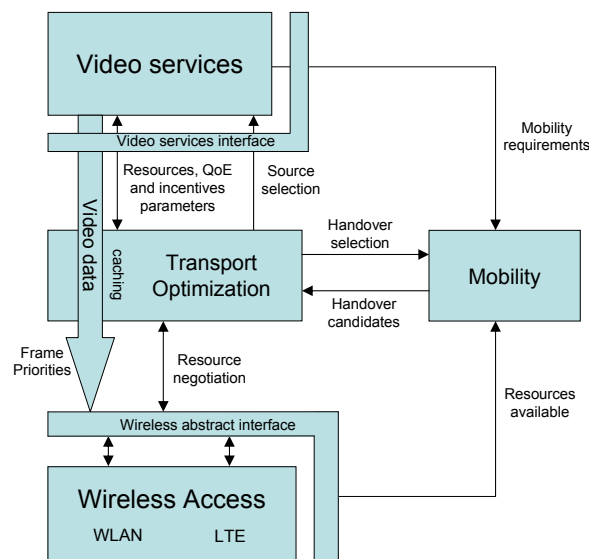 Video services
Video services interface
Mobility
requirements
Resources, QoE
and incentives
parameters
Source
selection
Video data
caching
Transport
Optimization
Handover
selection
Mobility
Handover
candidates
Frame
Priorities
Resource
negotiation
Resources
available
Wireless abstract interface
Wireless Access
WLAN
LTE